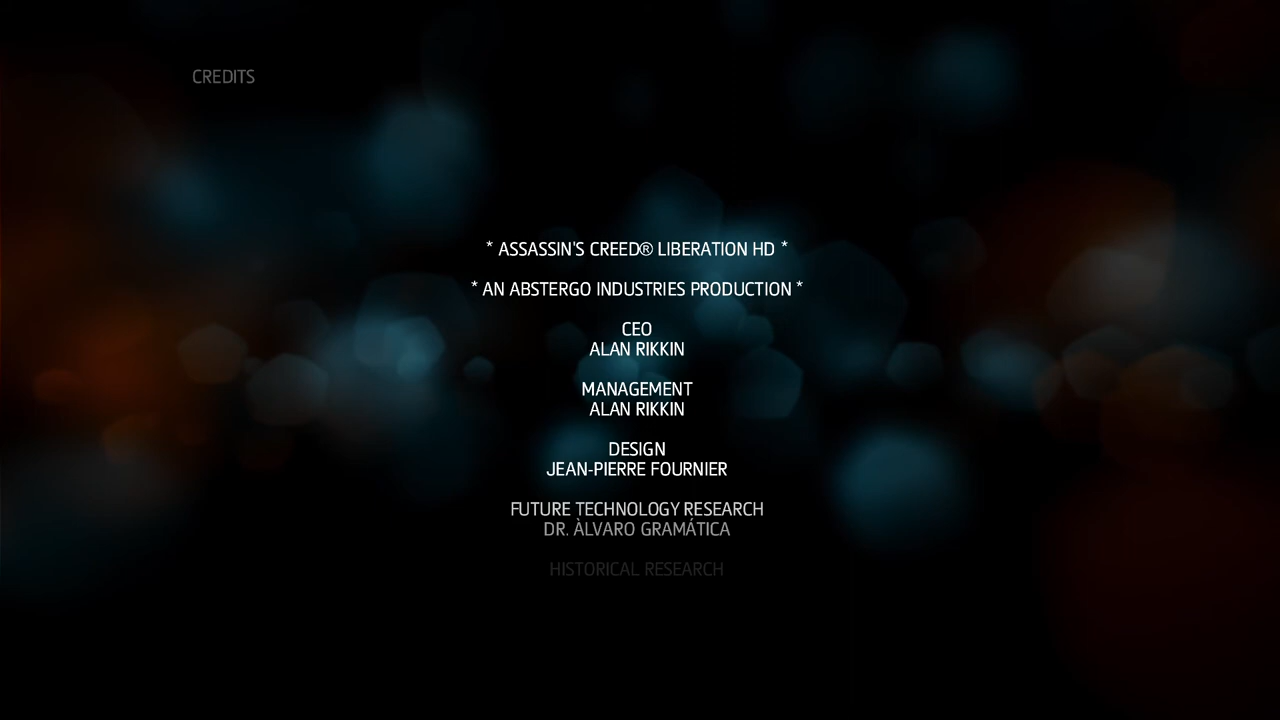 CREDITS
* ASSASSIN'S CREED® LIBERATION HD *
* AN ABSTERGO INDUSTRIES PRODUCTION *
CEO
ALAN RIKKIN
MANAGEMENT
ALAN RIKKIN
DESIGN
JEAN-PIERRE FOURNIER
FUTURE TECHNOLOGY RESEARCH
DR. ÀLVARO GRAMÁTICA
HISTORICAL RESEARCH